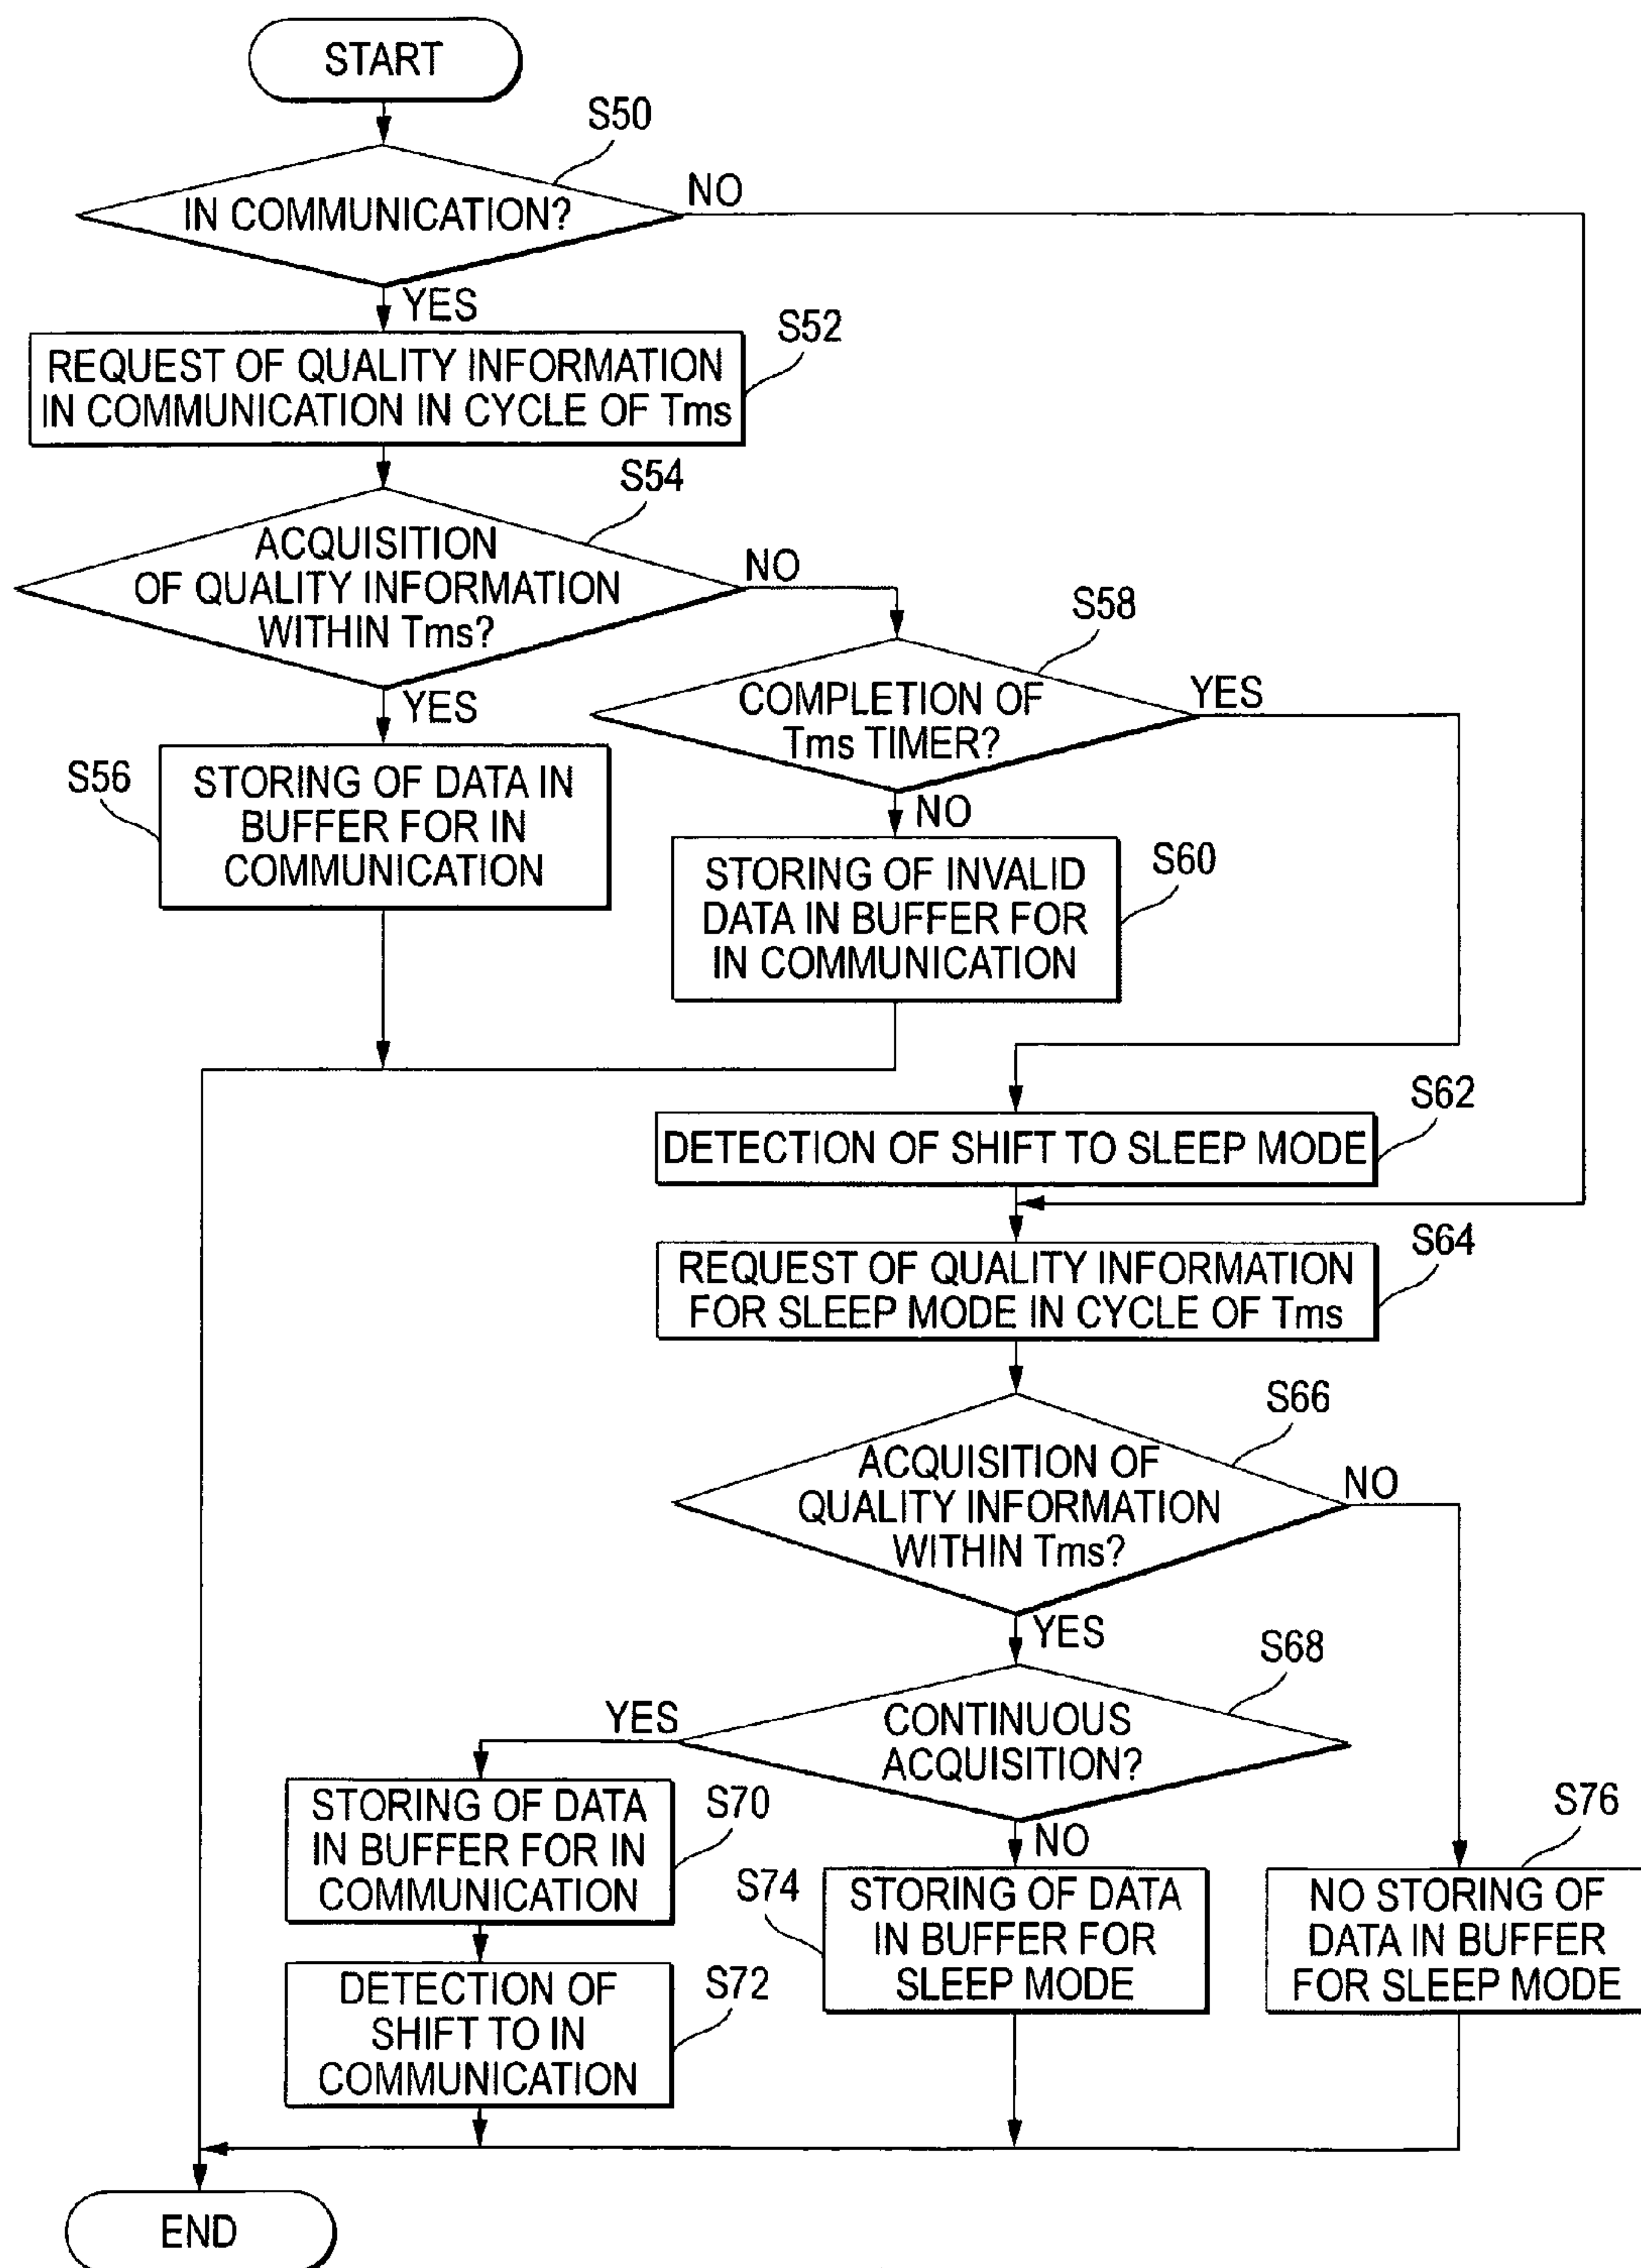 START
S50
IN COMMUNICATION?
NO
YES
S52
REQUEST OF QUALITY INFORMATION
IN COMMUNICATION IN CYCLE OF Tms
S54
ACQUISITION
OF QUALITY INFORMATION
WITHIN Tms?
NO
YES
S58
COMPLETION OF
Tms TIMER?
YES
NO
S56
STORING OF DATA IN
BUFFER FOR IN
COMMUNICATION
S60
STORING OF INVALID
DATA IN BUFFER FOR
IN COMMUNICATION
S62
DETECTION OF SHIFT TO SLEEP MODE
S64
REQUEST OF QUALITY INFORMATION
FOR SLEEP MODE IN CYCLE OF Tms
S66
ACQUISITION OF
QUALITY INFORMATION
WITHIN Tms?
NO
YES
S68
CONTINUOUS
ACQUISITION?
YES
NO
S70
STORING OF DATA
IN BUFFER FOR IN
COMMUNICATION
S72
DETECTION OF
SHIFT TO IN
COMMUNICATION
S74
STORING OF DATA
IN BUFFER FOR
SLEEP MODE
S76
NO STORING OF
DATA IN BUFFER
FOR SLEEP MODE
END